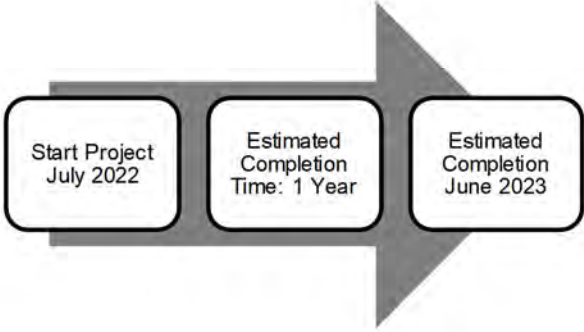 Start Project
July 2022
Estimated
Completion
Time: 1 Year
Estimated
Completion
June 2023